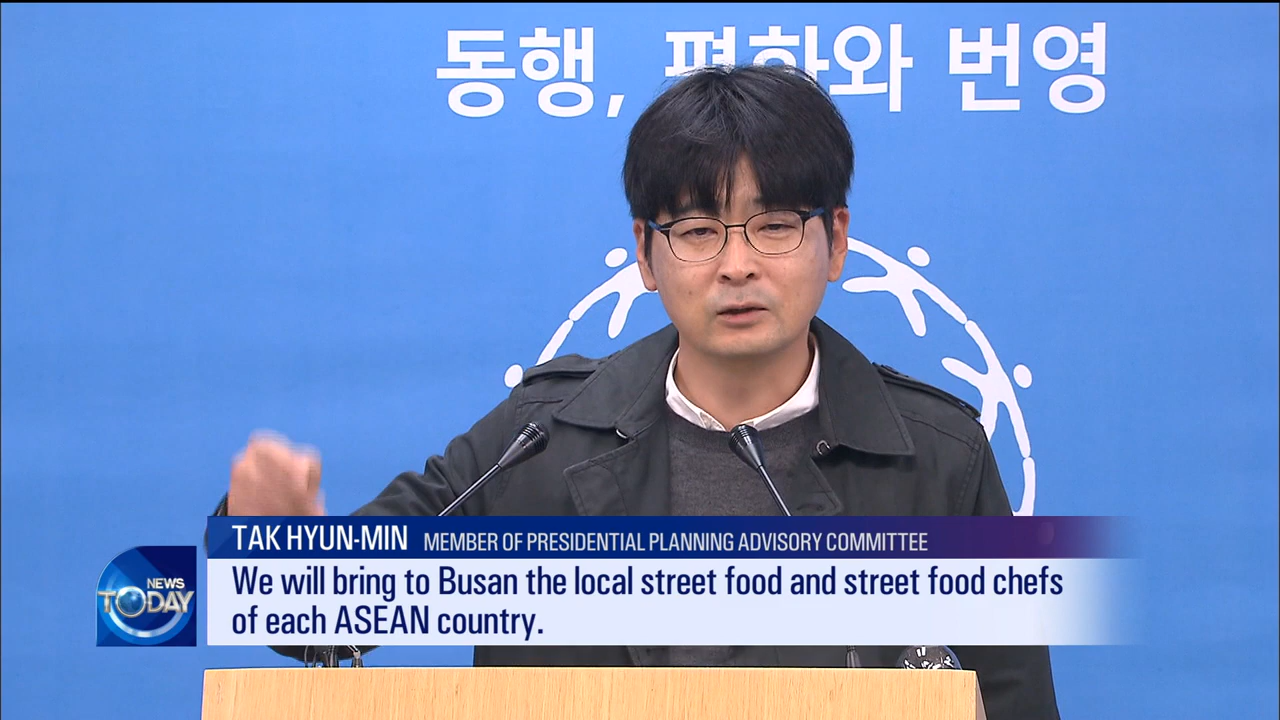 동행, 평화와 번영
TAK HYUN-MIN MEMBER OF PRESIDENTIAL PLANNING ADVISORY COMMITTEE
NEWS
TODAY
We will bring to Busan the local street food and street food chefs
of each ASEAN country.